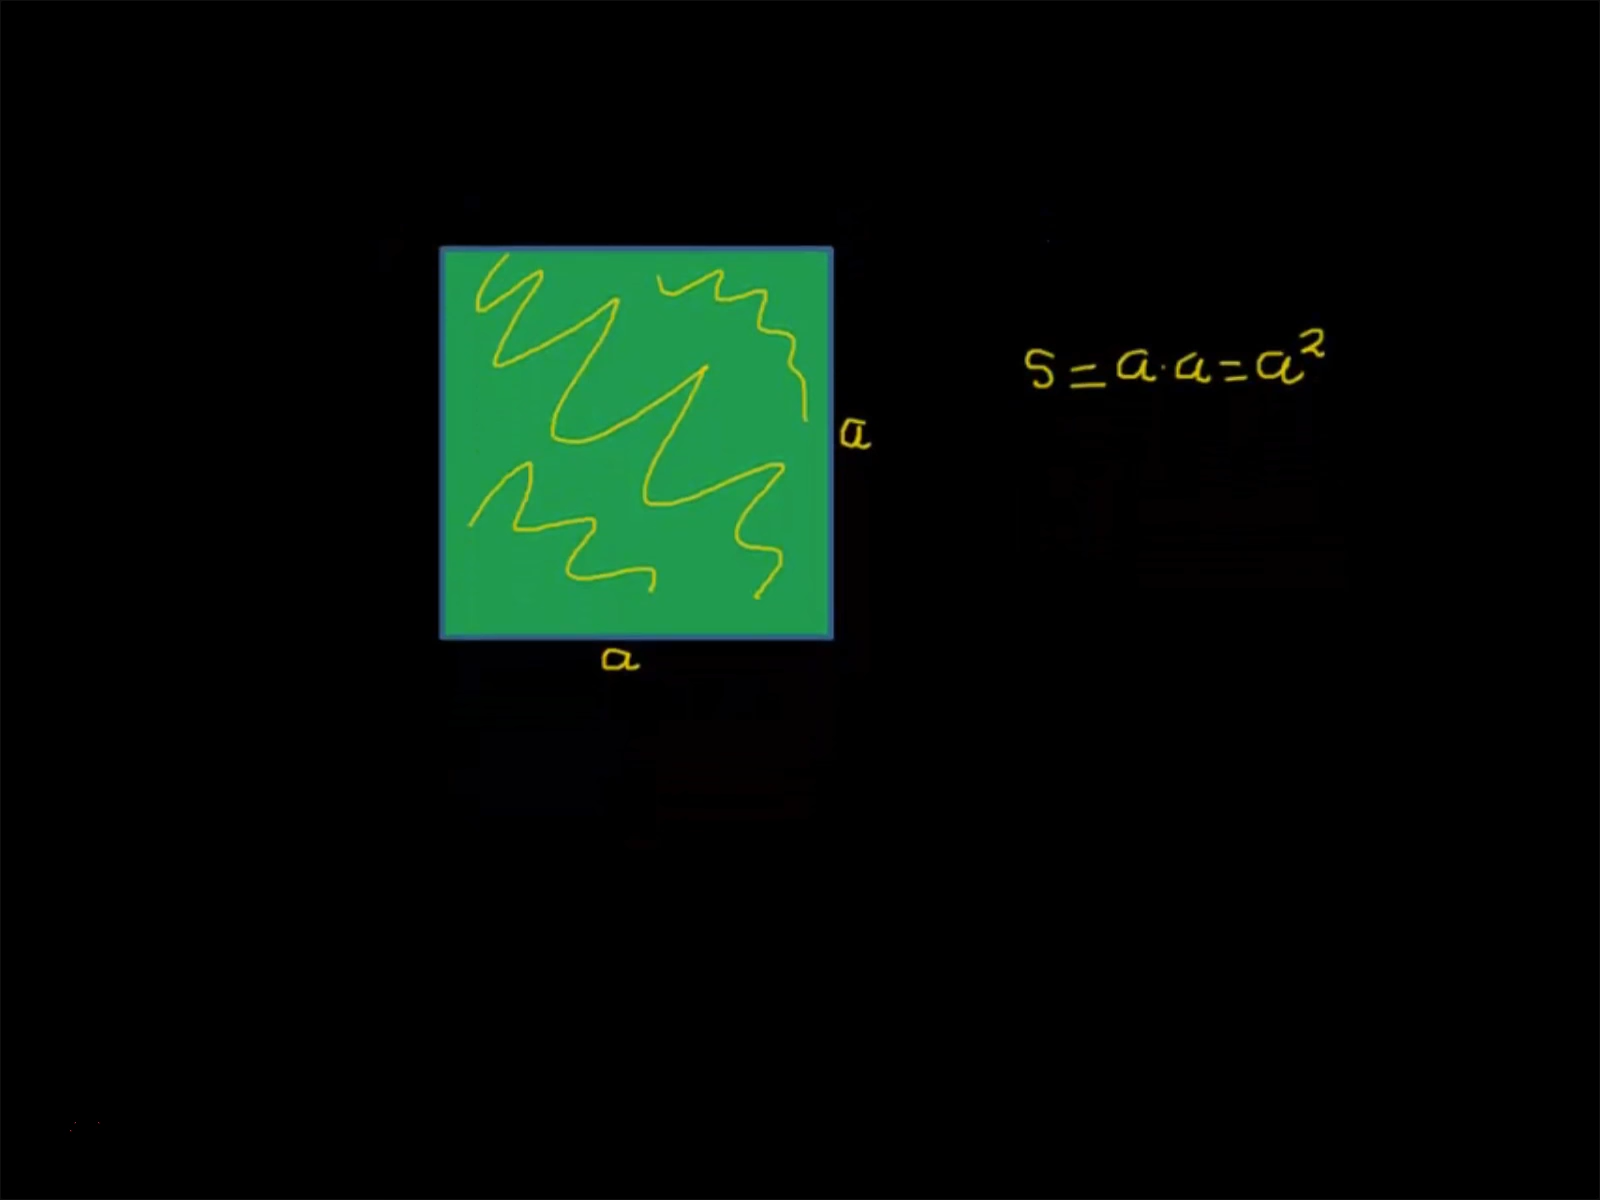 S = a · a = a²
a
a